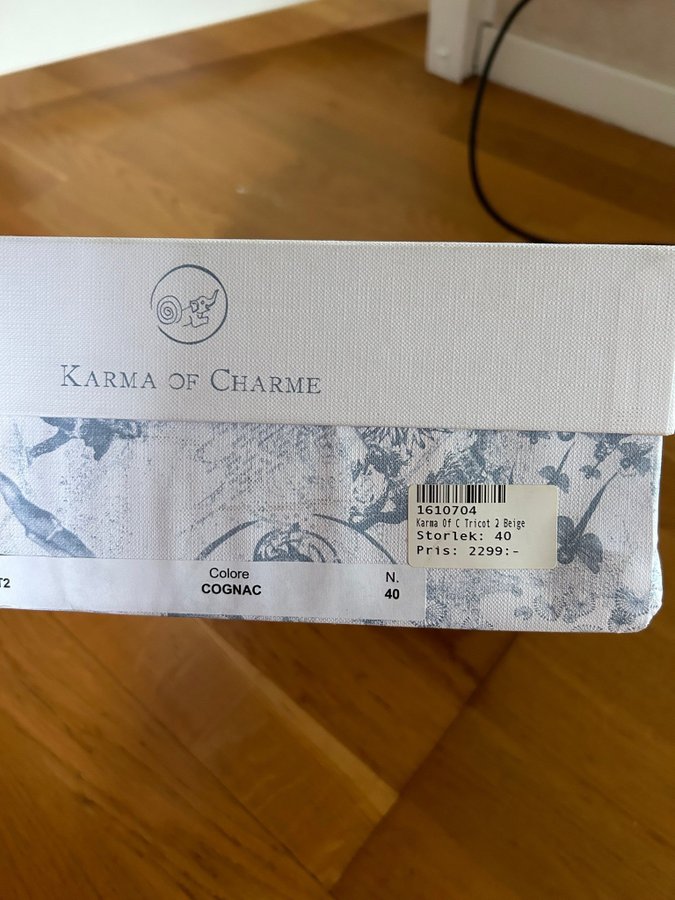 KARMA OF CHARME
1610704
Karma Of C Tricot 2 Beige
Storlek: 40
Pris: 2299:-
T2
Colore
COGNAC
N.
40